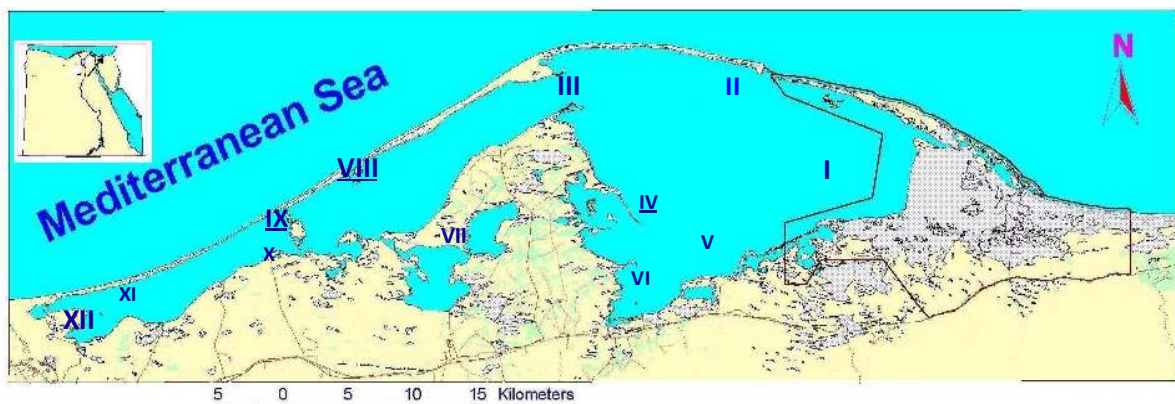 N
Mediterranean Sea
III
II
VIII
I
IX
IV
VII
V
X
VI
XI
XII
5 0 5 10 15 Kilometers